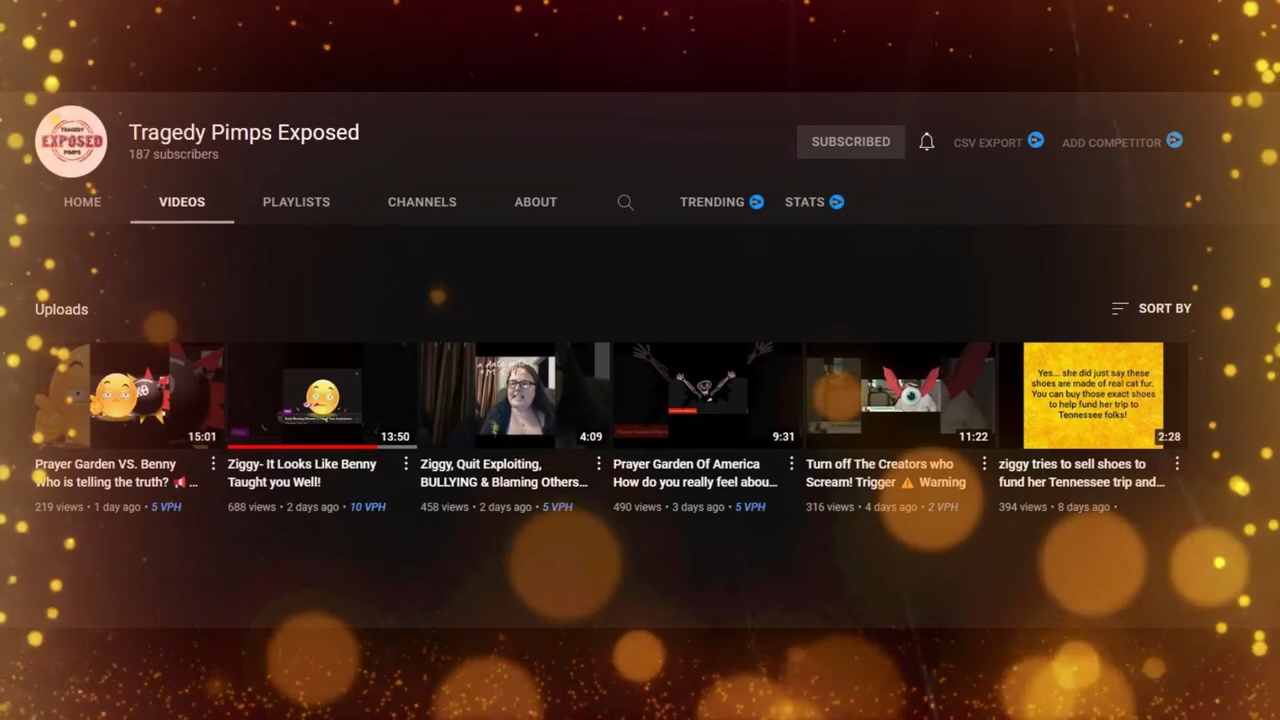 TRAGEDY
EXPOSED
PIMPS
Tragedy Pimps Exposed
187 subscribers
SUBSCRIBED
CSV EXPORT
ADD COMPETITOR
HOME
VIDEOS
PLAYLISTS
CHANNELS
ABOUT
TRENDING
STATS
Uploads
SORT BY
15:01
13:50
4:09
9:31
11:22
Yes... she did just say these
shoes are made of real cat fur.
You can buy those exact shoes
to help fund her trip to
Tennessee folks!
2:28
Prayer Garden VS. Benny
Who is telling the truth? 📢 ...
219 views • 1 day ago • 5 VPH
Ziggy- It Looks Like Benny
Taught you Well!
688 views • 2 days ago • 10 VPH
Ziggy, Quit Exploiting,
BULLYING & Blaming Others...
458 views • 2 days ago • 5 VPH
Prayer Garden Of America
How do you really feel abou...
490 views • 3 days ago • 5 VPH
Turn off The Creators who
Scream! Trigger ⚠️ Warning
316 views • 4 days ago • 2 VPH
ziggy tries to sell shoes to
fund her Tennessee trip and...
394 views • 8 days ago •